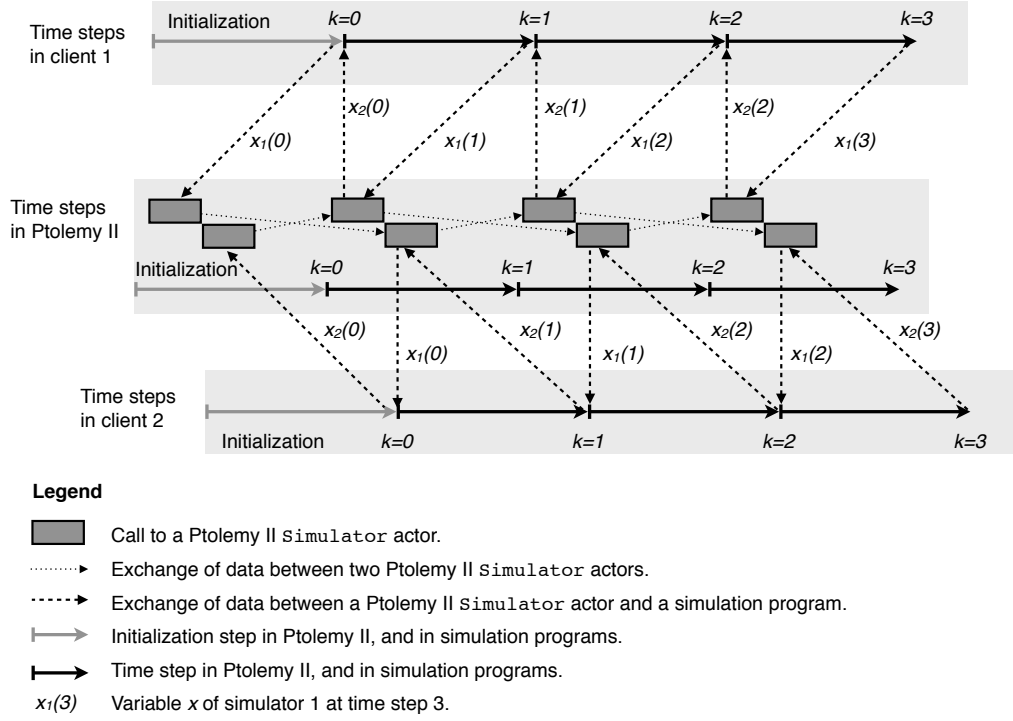 Time steps
in client 1
Initialization
k=0
k=1
k=2
k=3
x₁(0)
x₂(0)
x₁(1)
x₂(1)
x₁(2)
x₂(2)
x₁(3)
Time steps
in Ptolemy II
Initialization
k=0
k=1
k=2
k=3
x₂(0)
x₁(0)
x₂(1)
x₁(1)
x₂(2)
x₁(2)
x₂(3)
Time steps
in client 2
Initialization
k=0
k=1
k=2
k=3
Legend
Call to a Ptolemy II Simulator actor.
Exchange of data between two Ptolemy II Simulator actors.
Exchange of data between a Ptolemy II Simulator actor and a simulation program.
Initialization step in Ptolemy II, and in simulation programs.
Time step in Ptolemy II, and in simulation programs.
x₁(3) Variable x of simulator 1 at time step 3.